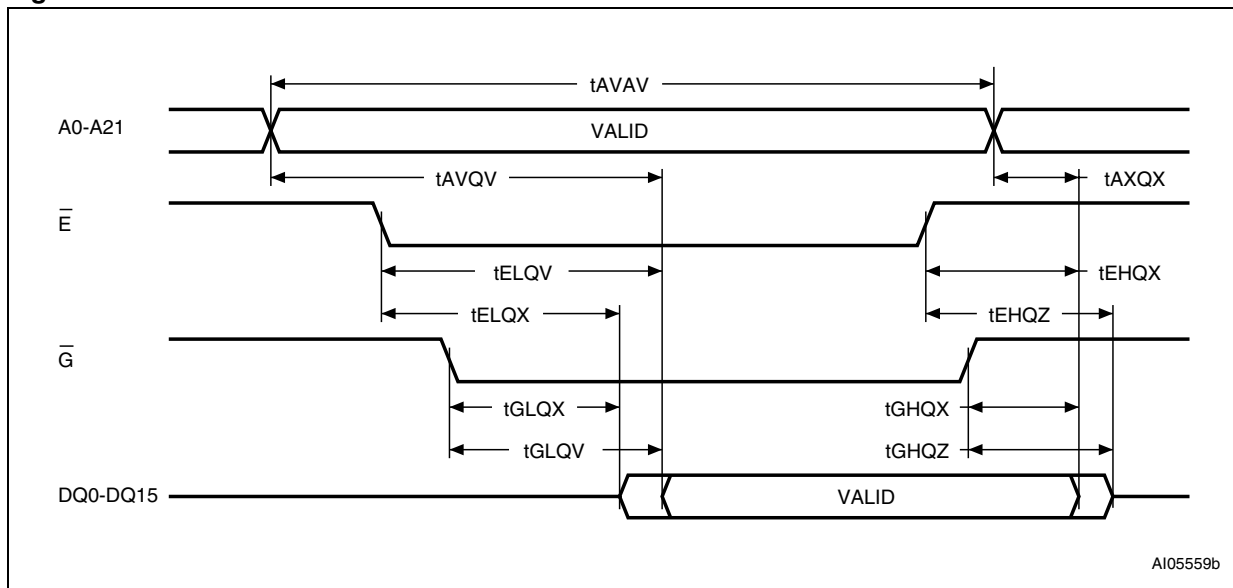 tAVAV
A0-A21
VALID
tAVQV
tAXQX
E
tELQV
tEHQX
tELQX
tEHQZ
G
tGLQX
tGHQX
tGLQV
tGHQZ
DQ0-DQ15
VALID
AI05559b